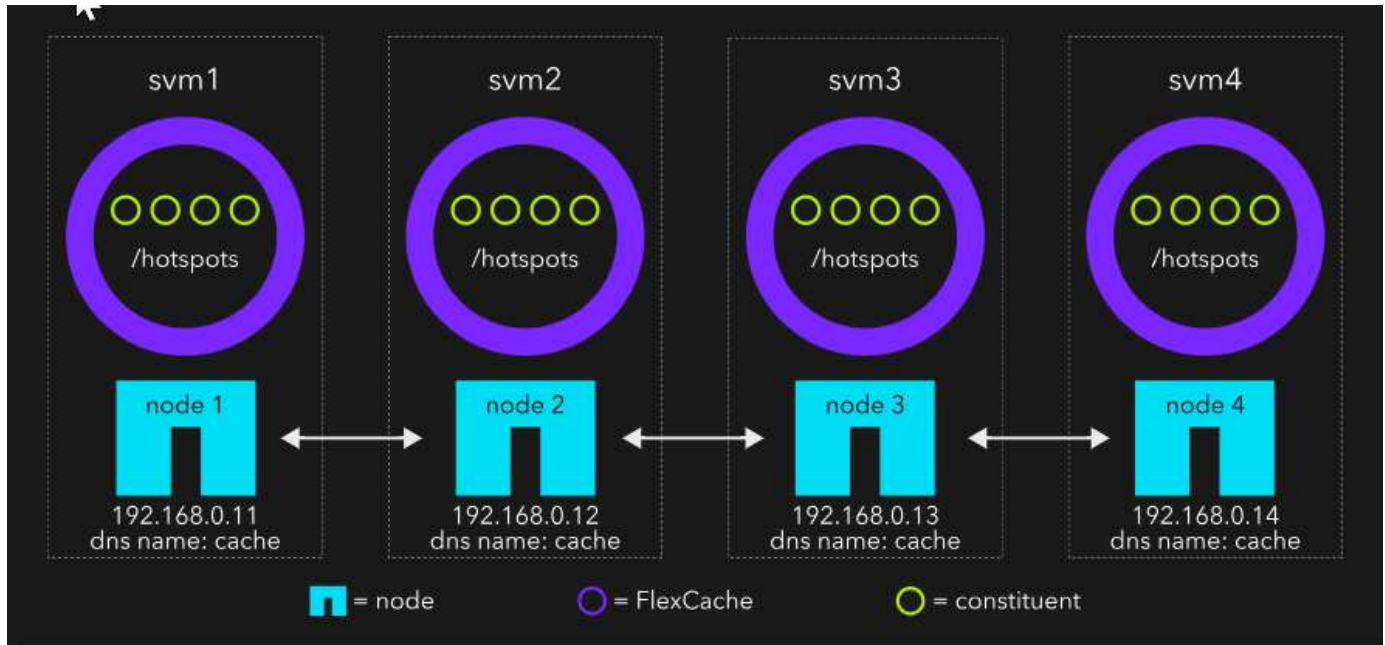 svm1
svm2
svm3
svm4
/hotspots
/hotspots
/hotspots
/hotspots
node 1
node 2
node 3
node 4
192.168.0.11
dns name: cache
192.168.0.12
dns name: cache
192.168.0.13
dns name: cache
192.168.0.14
dns name: cache
= node
= FlexCache
= constituent